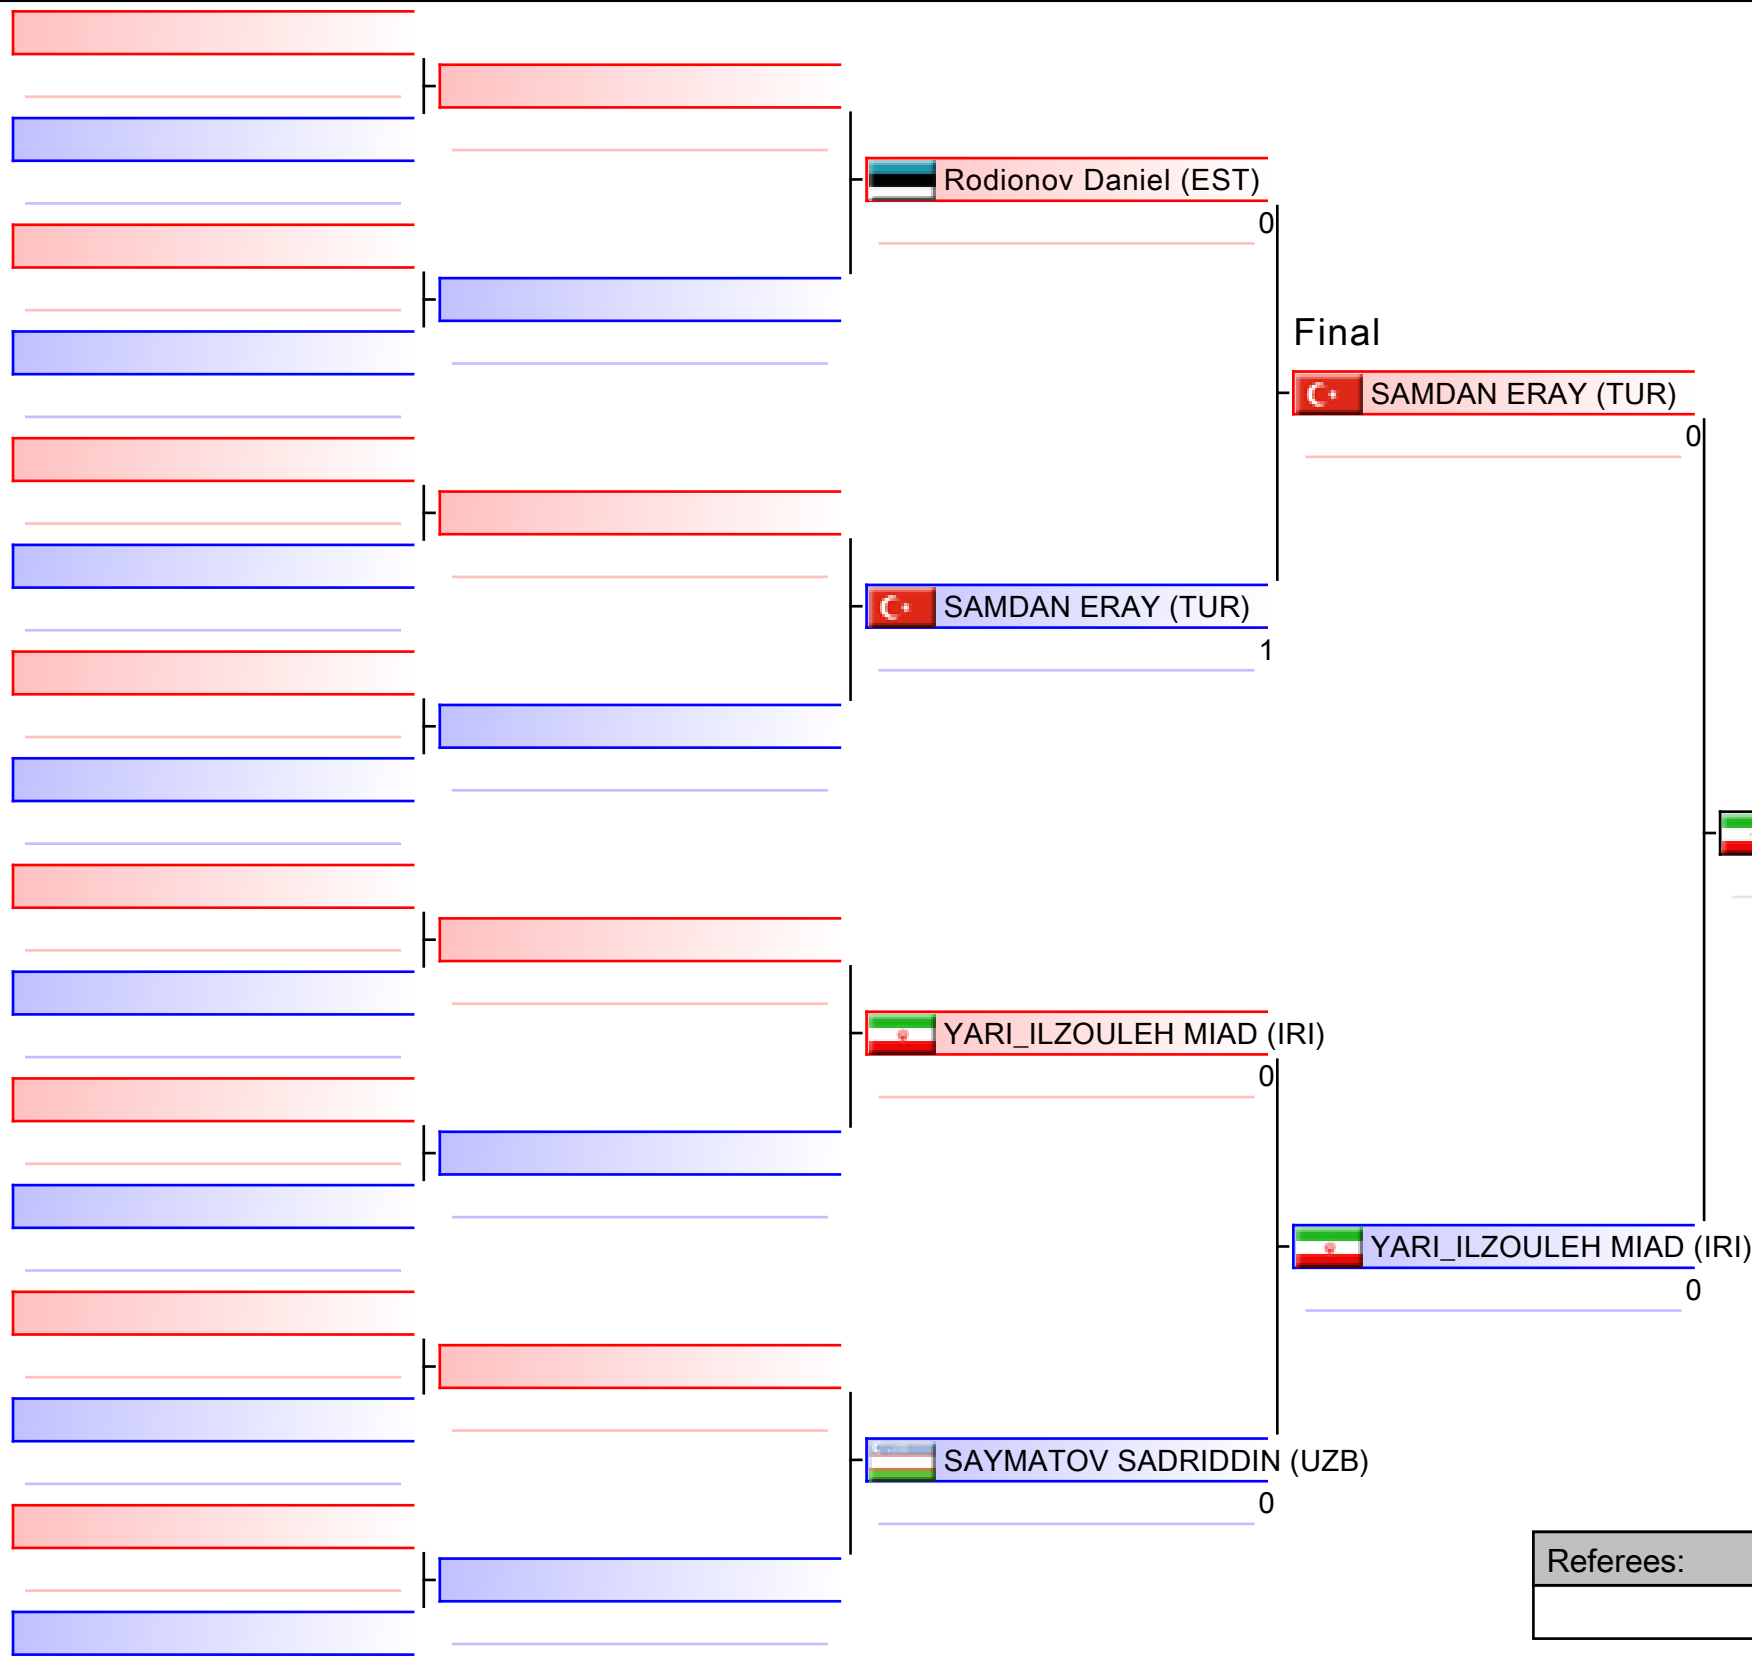 Rodionov Daniel (EST)
0
Final
SAMDAN ERAY (TUR)
0
SAMDAN ERAY (TUR)
1
YARI_ILZOULEH MIAD (IRI)
0
YARI_ILZOULEH MIAD (IRI)
0
SAYMATOV SADRIDDIN (UZB)
0
Referees: